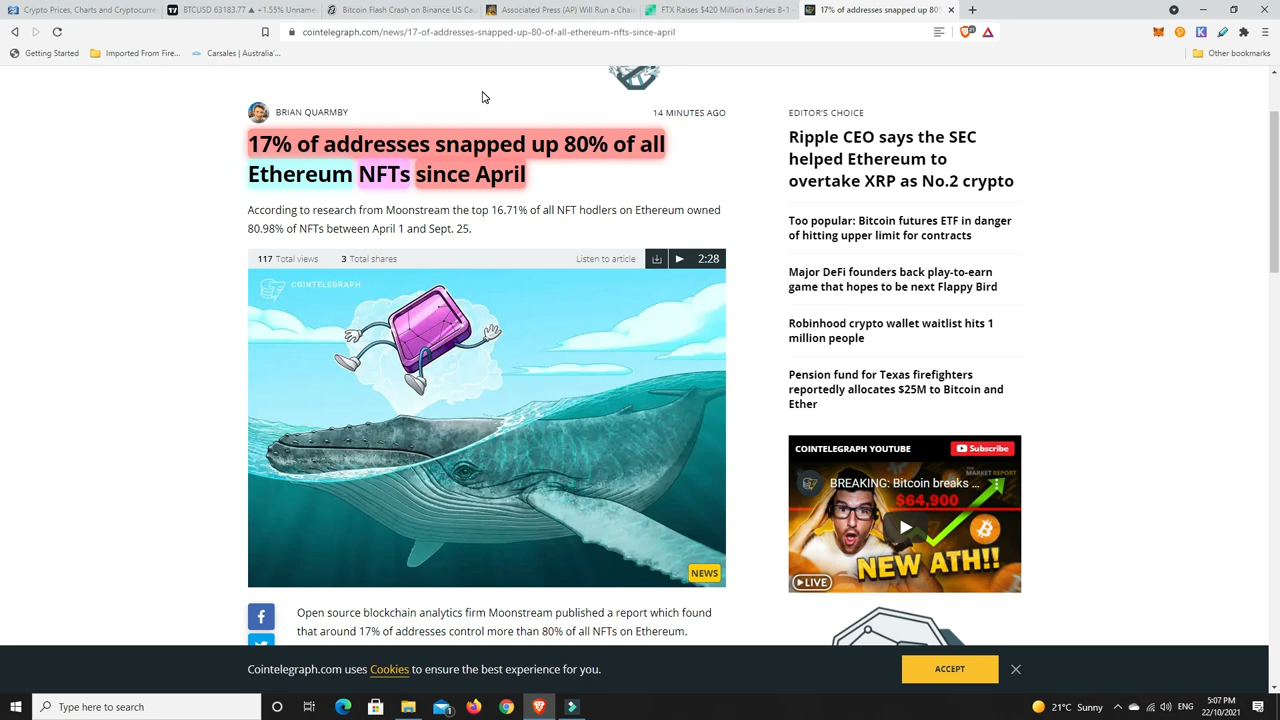 Crypto Prices, Charts and Cryptocurr
BTCUSD 63183.77 ▲ +1.55% Unname
Bitcoin Flash Crash on Binance US Ca
Associated Press (AP) Will Run a Chai
FTX Raises $420 Million in Series B-1
17% of addresses snapped up 80%
cointelegraph.com/news/17-of-addresses-snapped-up-80-of-all-ethereum-nfts-since-april
Getting Started
Imported From Fire...
Carsales | Australia'...
Other bookmarks
BRIAN QUARMBY
14 MINUTES AGO
17% of addresses snapped up 80% of all
Ethereum NFTs since April
According to research from Moonstream the top 16.71% of all NFT hodlers on Ethereum owned
80.98% of NFTs between April 1 and Sept. 25.
117 Total views
3 Total shares
Listen to article
2:28
COINTELEGRAPH
NEWS
Open source blockchain analytics firm Moonstream published a report which found
that around 17% of addresses control more than 80% of all NFTs on Ethereum.
EDITOR'S CHOICE
Ripple CEO says the SEC
helped Ethereum to
overtake XRP as No.2 crypto
Too popular: Bitcoin futures ETF in danger
of hitting upper limit for contracts
Major DeFi founders back play-to-earn
game that hopes to be next Flappy Bird
Robinhood crypto wallet waitlist hits 1
million people
Pension fund for Texas firefighters
reportedly allocates $25M to Bitcoin and
Ether
COINTELEGRAPH YOUTUBE
Subscribe
THE
MARKET REPORT
BREAKING: Bitcoin breaks ...
$64,900
NEW ATH!!
LIVE
Cointelegraph.com uses Cookies to ensure the best experience for you.
ACCEPT
Type here to search
21°C Sunny
ENG
5:07 PM
22/10/2021